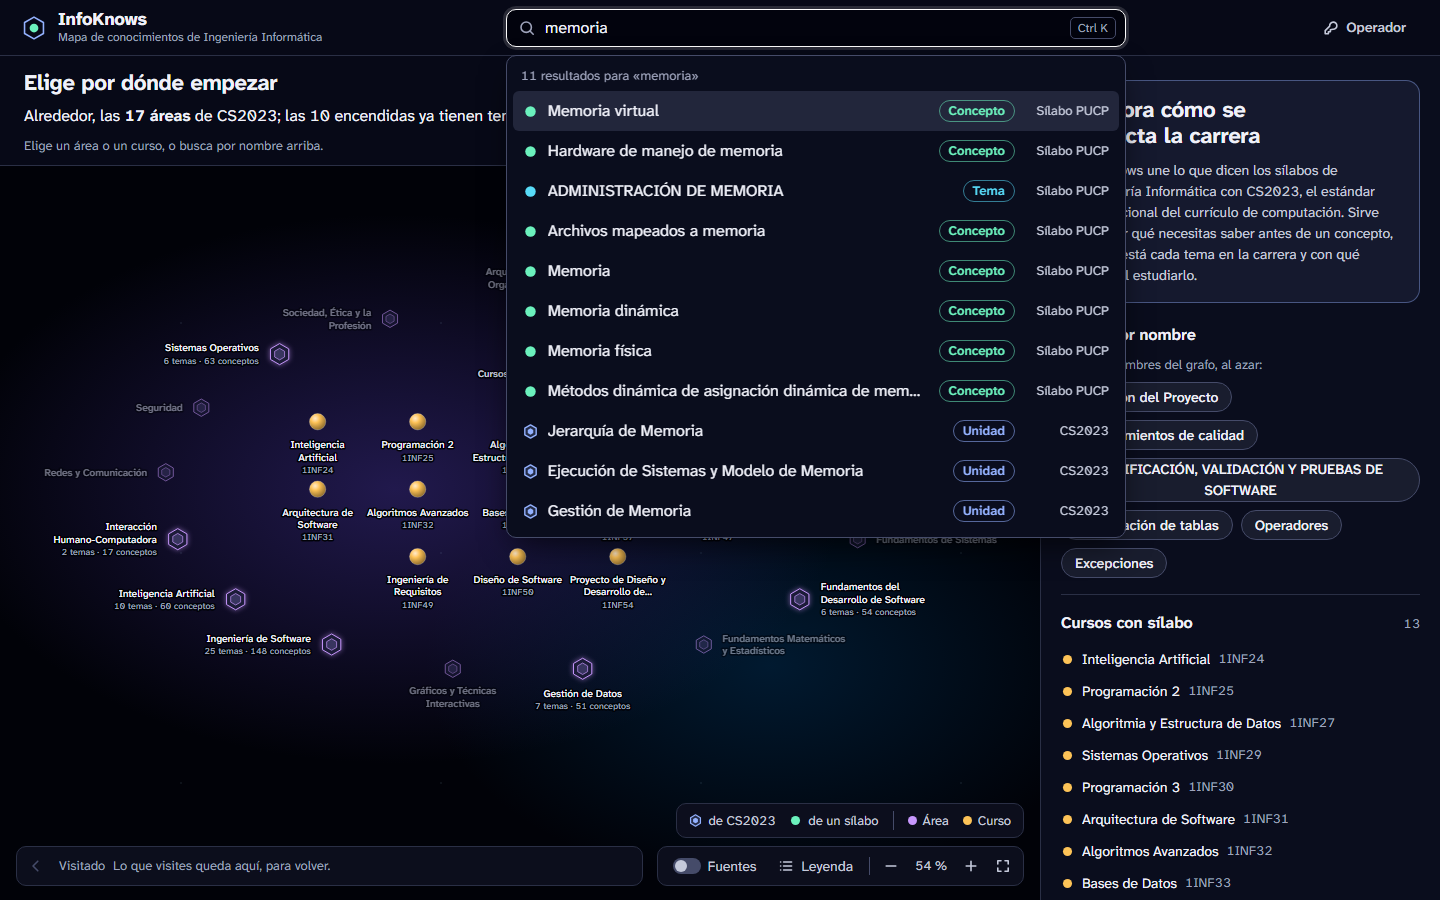 InfoKnows
Mapa de conocimientos de Ingeniería Informática
memoria
Ctrl K
Operador
Elige por dónde empezar
Alrededor, las 17 áreas de CS2023; las 10 encendidas ya tienen
Elige un área o un curso, o busca por nombre arriba.
11 resultados para «memoria»
Memoria virtual Concepto Sílabo PUCP
Hardware de manejo de memoria Concepto Sílabo PUCP
ADMINISTRACIÓN DE MEMORIA Tema Sílabo PUCP
Archivos mapeados a memoria Concepto Sílabo PUCP
Memoria Concepto Sílabo PUCP
Memoria dinámica Concepto Sílabo PUCP
Memoria física Concepto Sílabo PUCP
Métodos dinámica de asignación dinámica de mem... Concepto Sílabo PUCP
Jerarquía de Memoria Unidad CS2023
Ejecución de Sistemas y Modelo de Memoria Unidad CS2023
Gestión de Memoria Unidad CS2023
Sociedad, Ética y la
Profesión
Sistemas Operativos
6 temas · 63 conceptos
Seguridad
Redes y Comunicación
Interacción
Humano-Computadora
2 temas · 17 conceptos
Inteligencia Artificial
10 temas · 60 conceptos
Ingeniería de Software
25 temas · 148 conceptos
Gráficos y Técnicas
Interactivas
Gestión de Datos
7 temas · 51 conceptos
Fundamentos Matemáticos
y Estadísticos
Fundamentos del
Desarrollo de Software
6 temas · 54 conceptos
Fundamentos de Sistemas
Cursos
Inteligencia
Artificial
1INF24
Programación 2
1INF25
Arquitectura de
Software
1INF31
Algoritmos Avanzados
1INF32
Ingeniería de
Requisitos
1INF49
Diseño de Software
1INF50
Proyecto de Diseño y
Desarrollo de...
1INF54
de CS2023
de un sílabo
Área
Curso
Visitado Lo que visites queda aquí, para volver.
Fuentes
Leyenda
54 %
cómo se
la carrera
une lo que dicen los sílabos de
Informática con CS2023, el estándar
del currículo de computación. Sirve
qué necesitas saber antes de un concepto,
está cada tema en la carrera y con qué
estudiarlo.
nombre
del grafo, al azar:
del Proyecto
de calidad
VALIDACIÓN Y PRUEBAS DE
SOFTWARE
de tablas
Operadores
Excepciones
Cursos con sílabo 13
Inteligencia Artificial 1INF24
Programación 2 1INF25
Algoritmia y Estructura de Datos 1INF27
Sistemas Operativos 1INF29
Programación 3 1INF30
Arquitectura de Software 1INF31
Algoritmos Avanzados 1INF32
Bases de Datos 1INF33